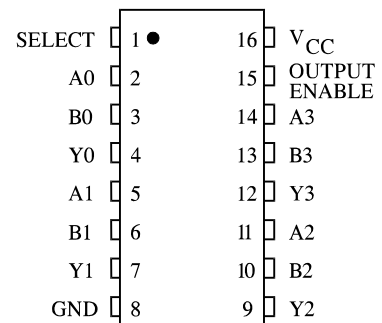 SELECT 1 16 VCC
A0 2 15 OUTPUT
ENABLE
B0 3 14 A3
Y0 4 13 B3
A1 5 12 Y3
B1 6 11 A2
Y1 7 10 B2
GND 8 9 Y2